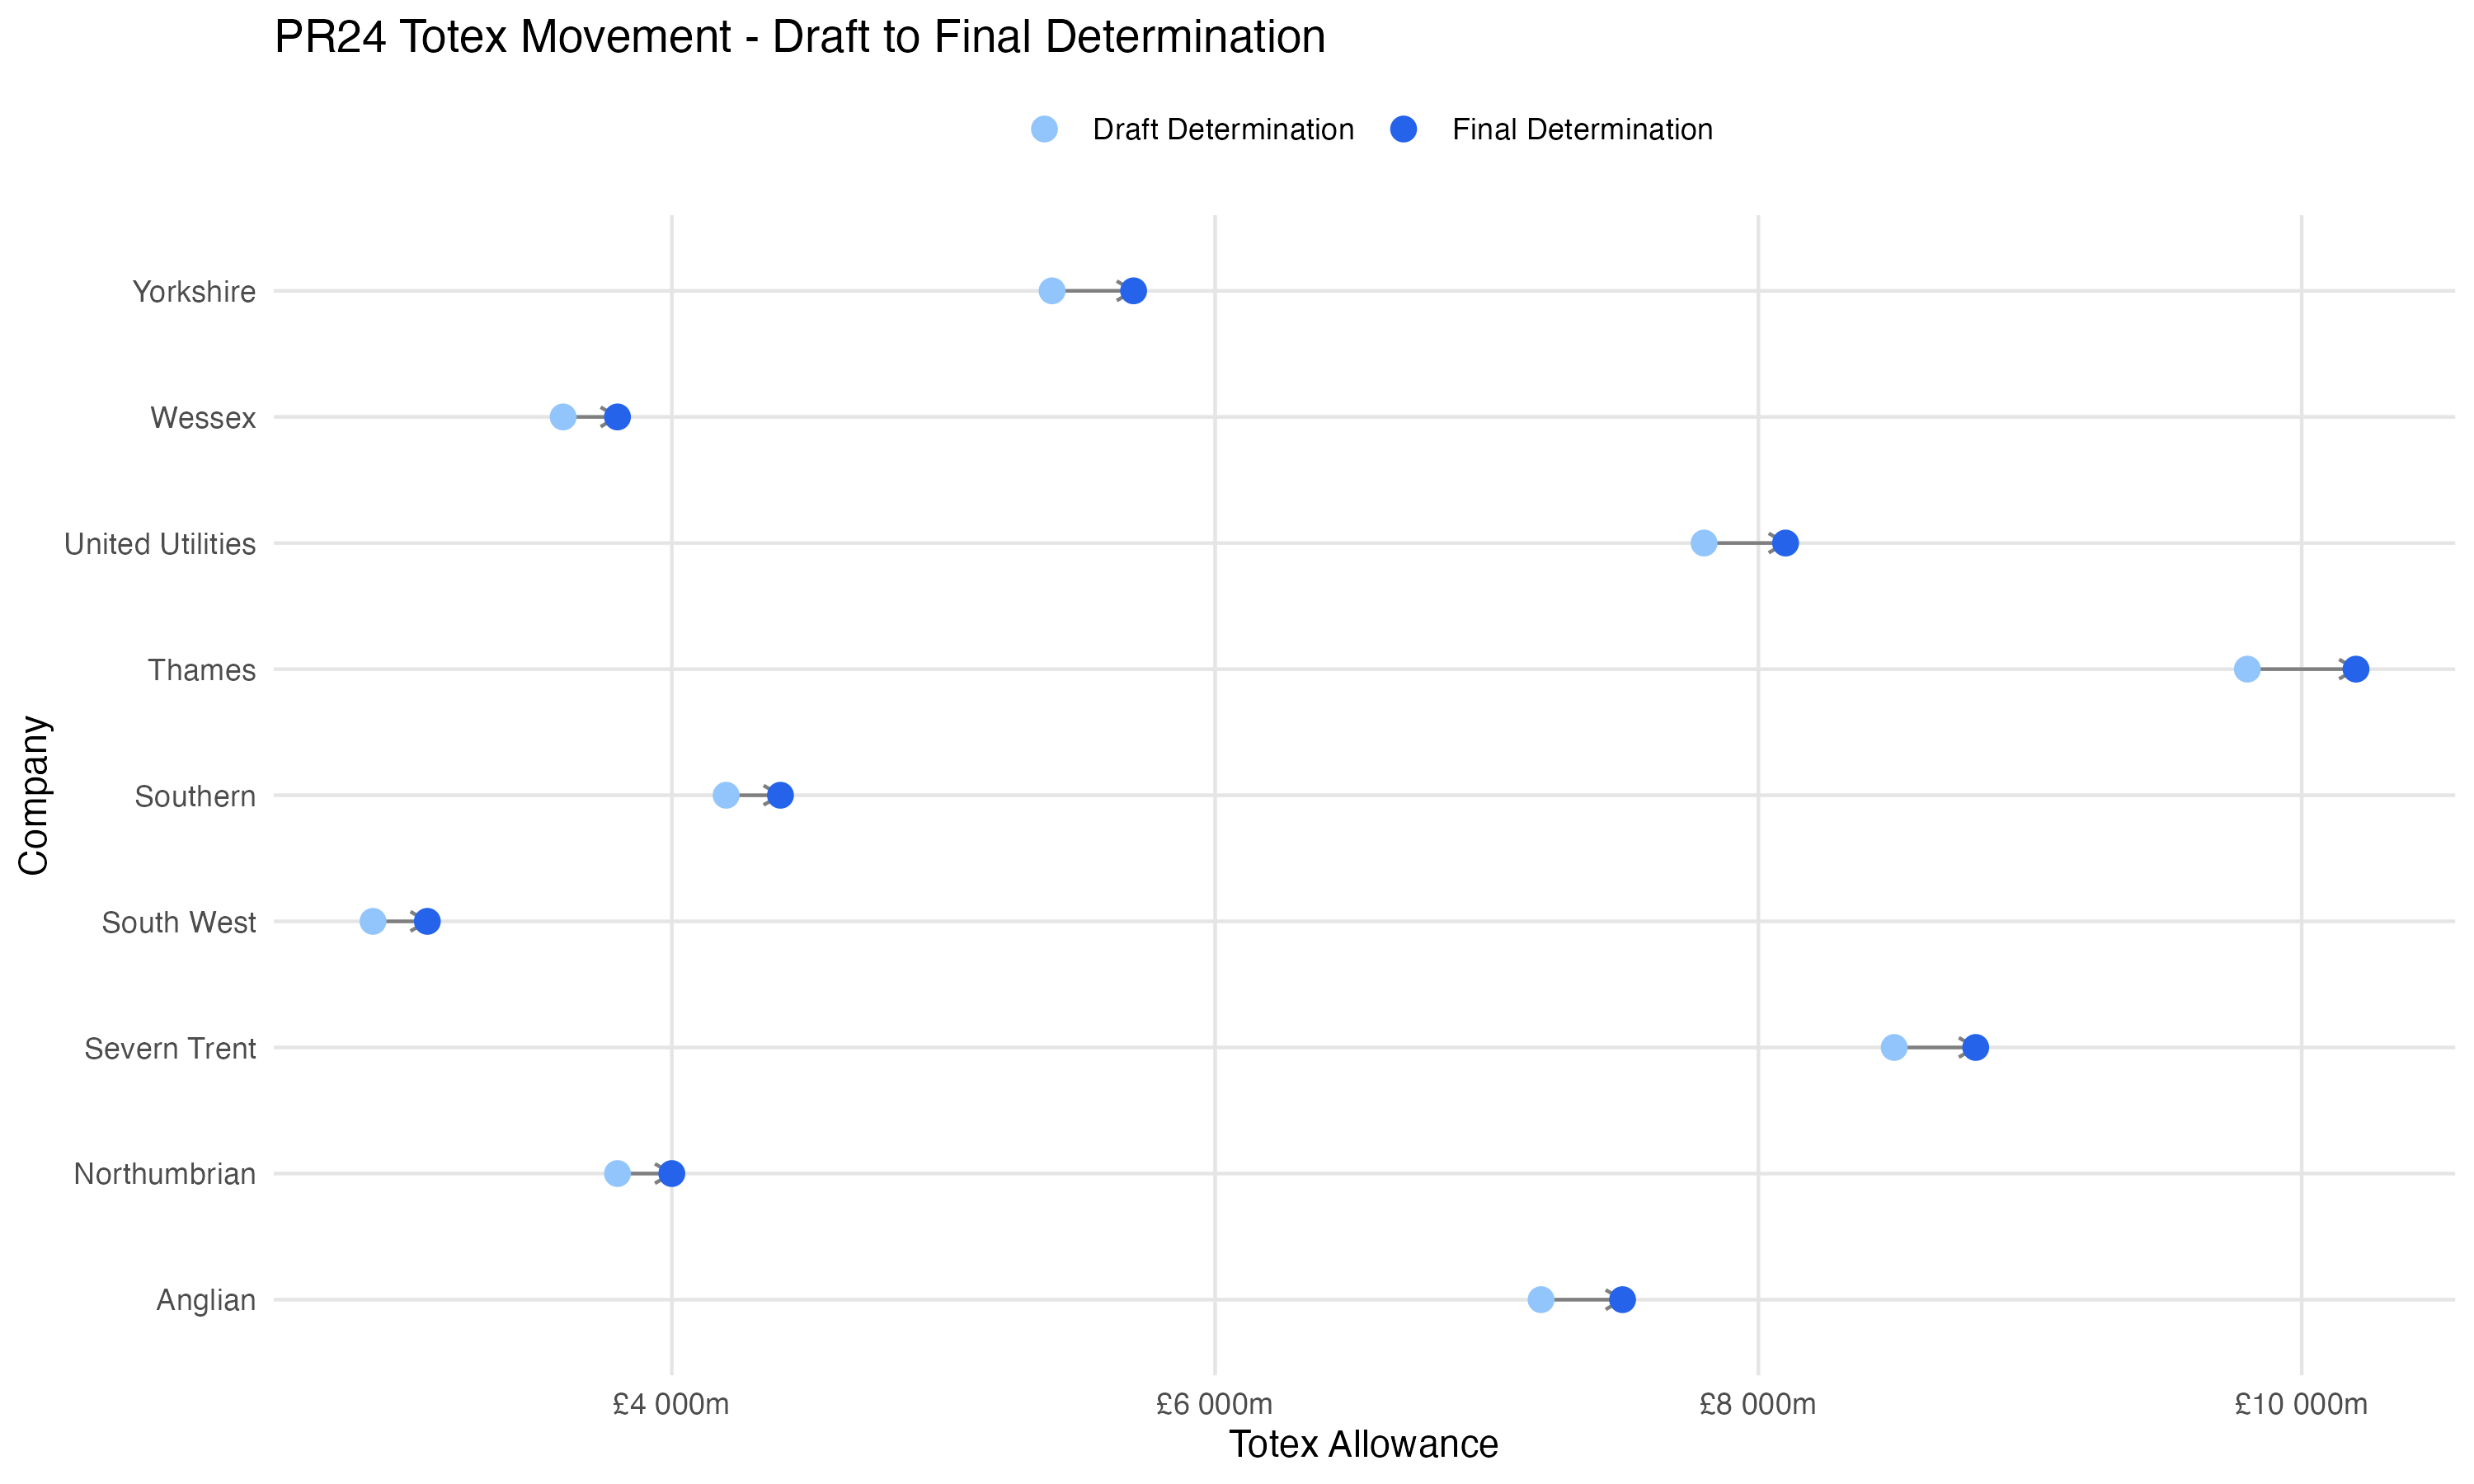 PR24 Totex Movement - Draft to Final Determination
Draft Determination
Final Determination
Yorkshire
Wessex
United Utilities
Thames
Southern
South West
Severn Trent
Northumbrian
Anglian
Company
£4 000m
£6 000m
£8 000m
£10 000m
Totex Allowance